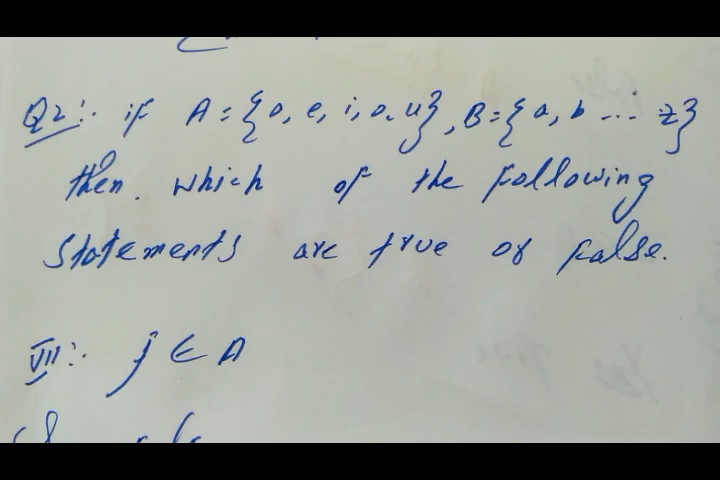 Q2:. if A = {a, e, i, o, u}, B = {a, b ... z}
then. which of the following
statements are true or false.
VII:. j ∈ A